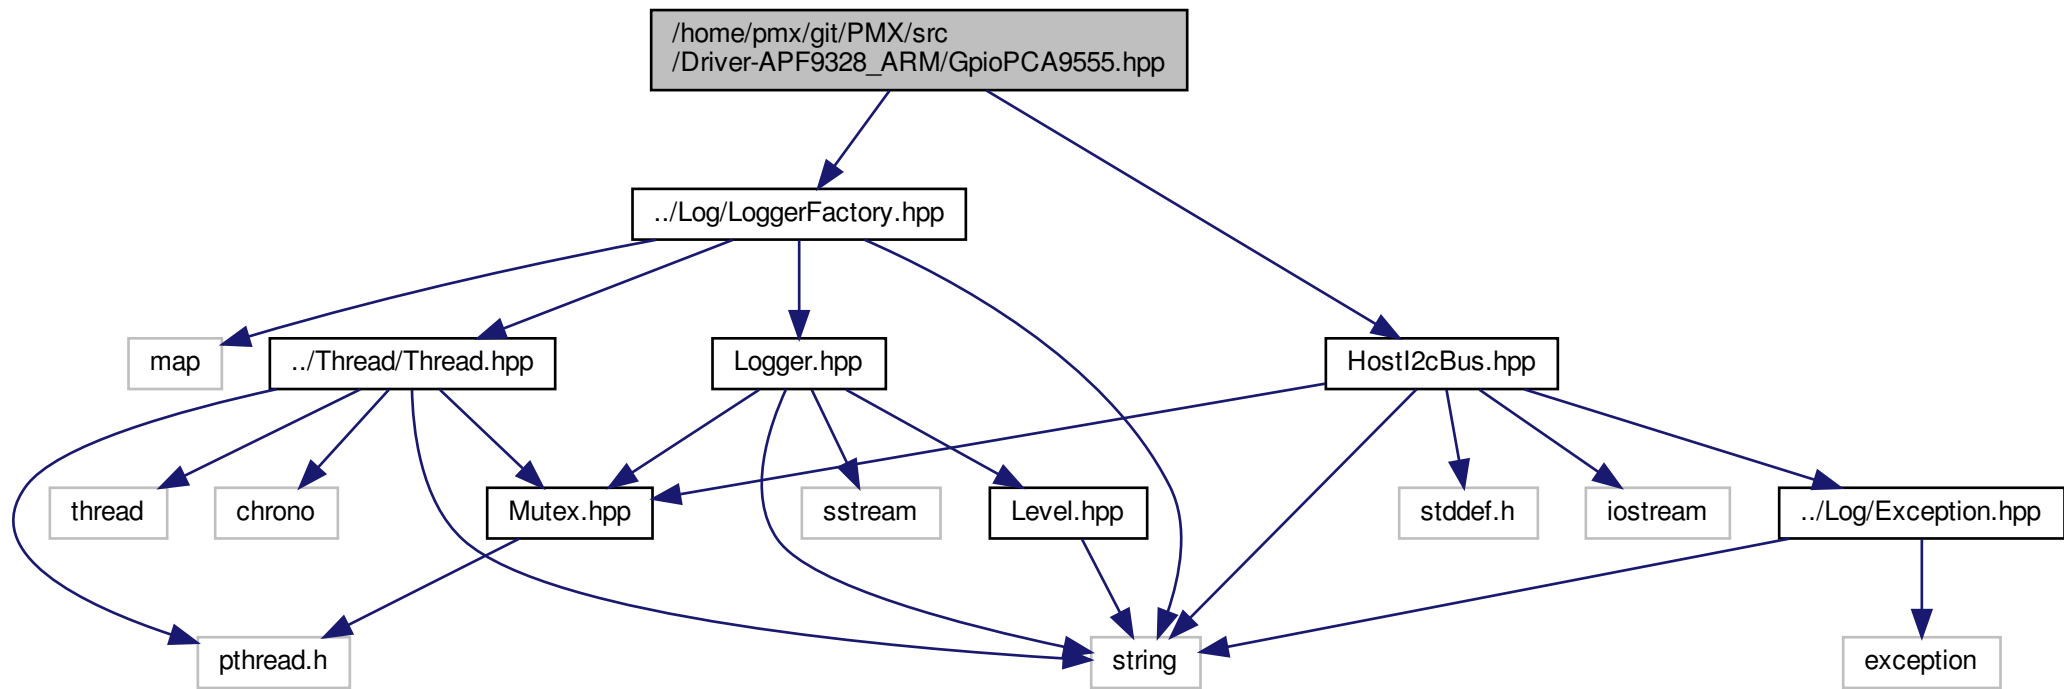 /home/pmx/git/PMX/src
/Driver-APF9328_ARM/GpioPCA9555.hpp
../Log/LoggerFactory.hpp
map
../Thread/Thread.hpp
Logger.hpp
HostI2cBus.hpp
thread
chrono
Mutex.hpp
sstream
Level.hpp
stddef.h
iostream
../Log/Exception.hpp
pthread.h
string
exception